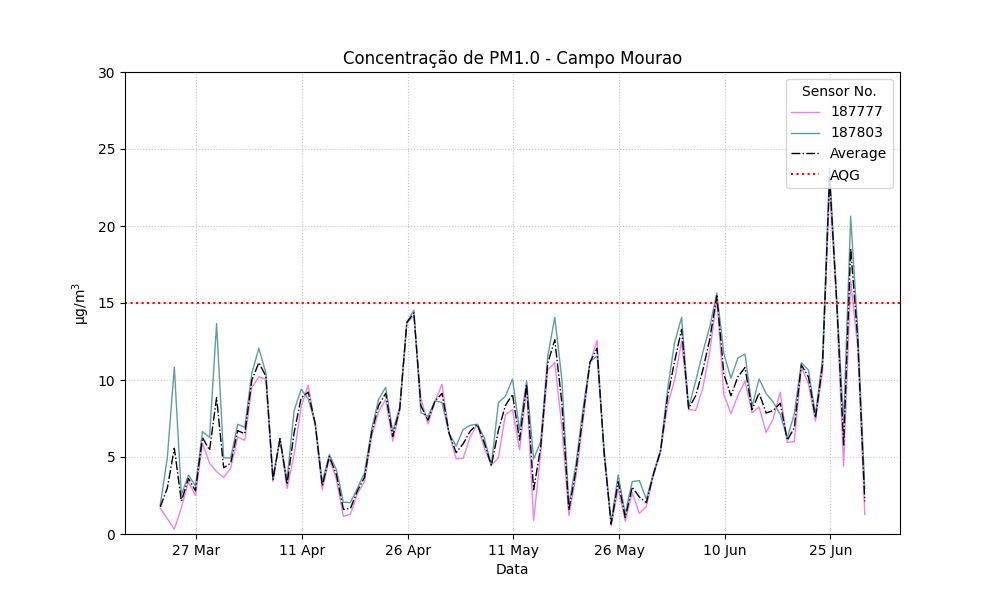 Concentração de PM1.0 - Campo Mourao
30
25
20
15
10
5
0
µg/m³
27 Mar
11 Apr
26 Apr
11 May
26 May
10 Jun
25 Jun
Data
Sensor No.
187777
187803
Average
AQG